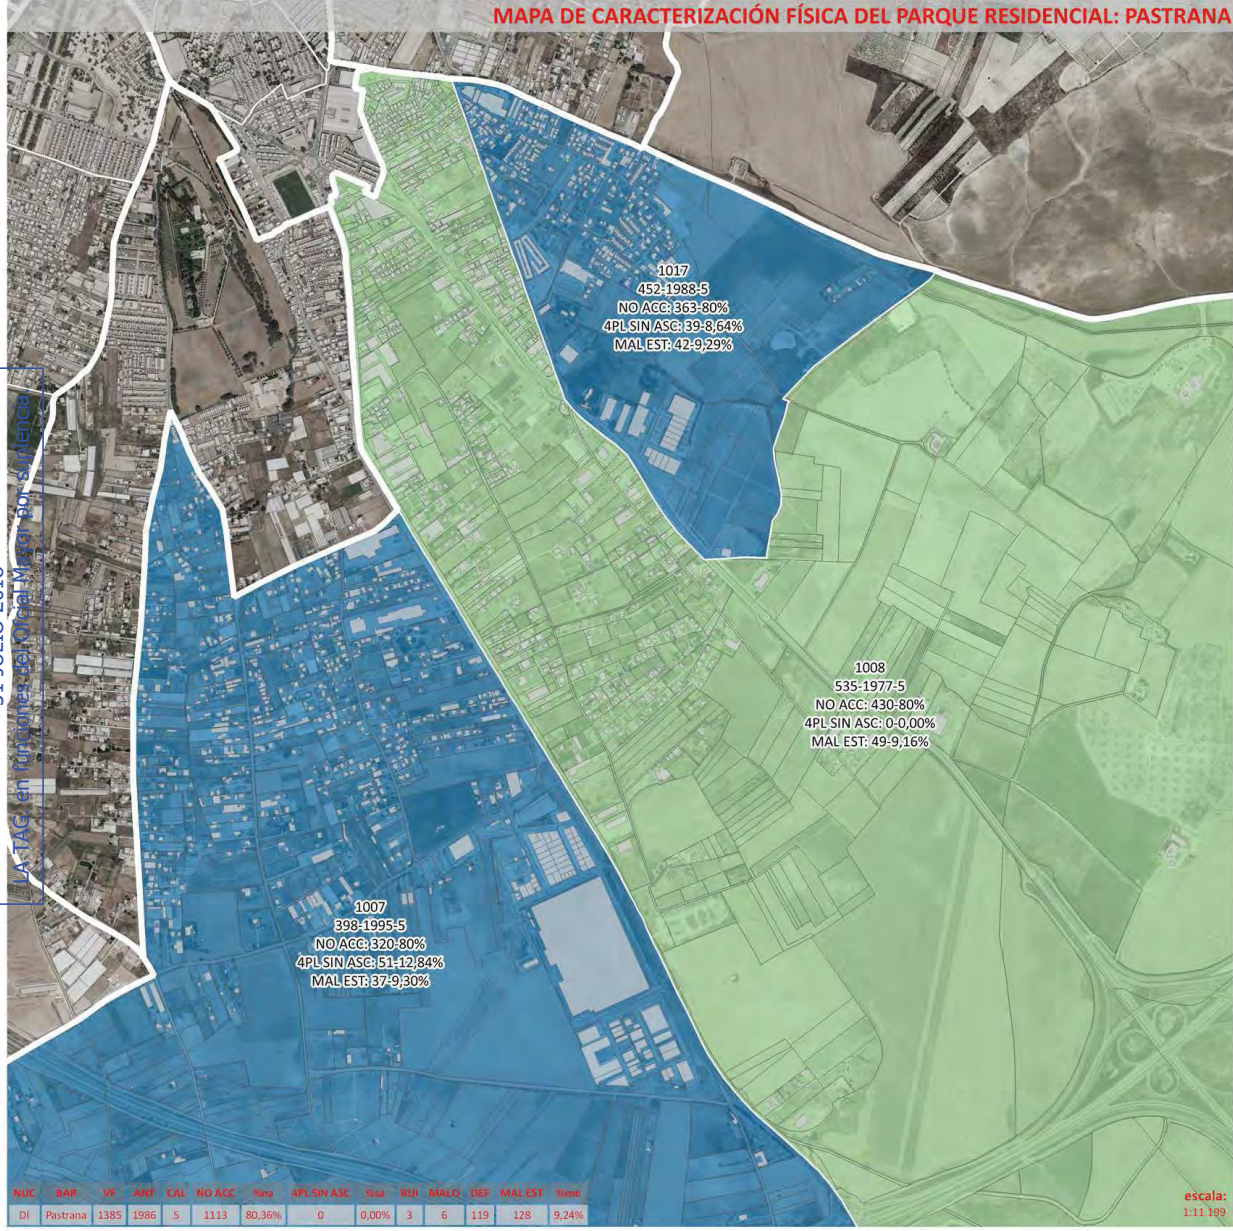 MAPA DE CARACTERIZACIÓN FÍSICA DEL PARQUE RESIDENCIAL: PASTRANA
1017
452-1988-5
NO ACC: 363-80%
4PL SIN ASC: 39-8,64%
MAL EST: 42-9,29%
1008
535-1977-5
NO ACC: 430-80%
4PL SIN ASC: 0-0,00%
MAL EST: 49-9,16%
1007
398-1995-5
NO ACC: 320-80%
4PL SIN ASC: 51-12,84%
MAL EST: 37-9,30%
LA TAG. en funciones del Oficial Mayor por
NUC BAR VF ANT CAL NO ACC %na 4PL SIN ASC %sa RUI MALO DEF MAL EST %me
DI Pastrana 1385 1986 5 1113 80,36% 0 0,00% 3 6 119 128 9,24%
escala:
1:11.199